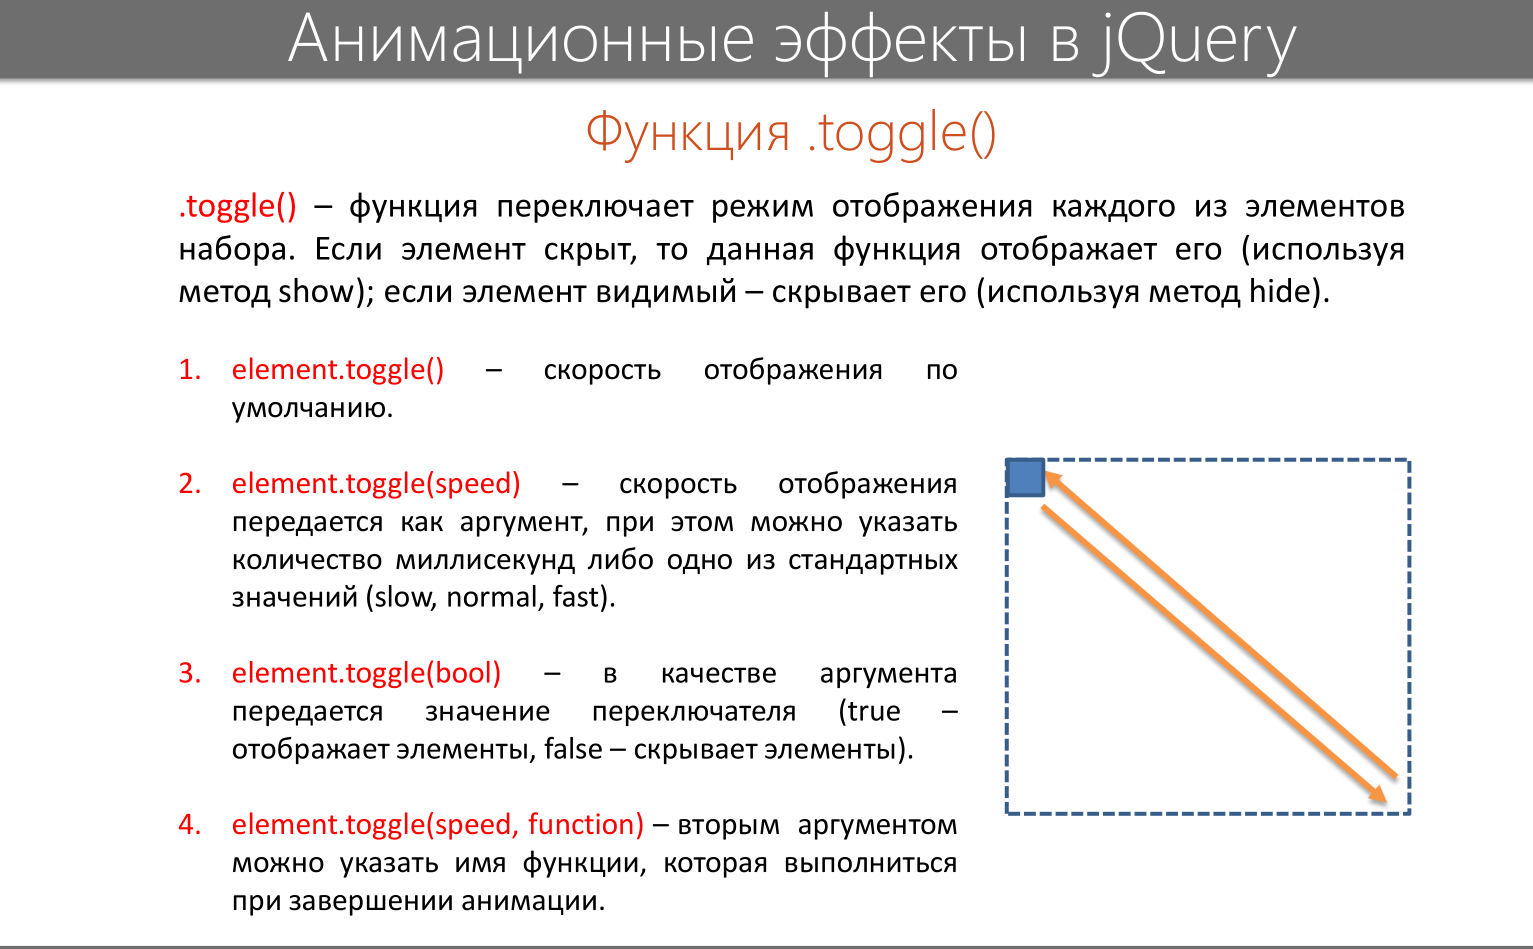 Анимационные эффекты в jQuery
Функция .toggle()
.toggle() – функция переключает режим отображения каждого из элементов
набора. Если элемент скрыт, то данная функция отображает его (используя
метод show); если элемент видимый – скрывает его (используя метод hide).
1. element.toggle() – скорость отображения по
умолчанию.
2. element.toggle(speed) – скорость отображения
передается как аргумент, при этом можно указать
количество миллисекунд либо одно из стандартных
значений (slow, normal, fast).
3. element.toggle(bool) – в качестве аргумента
передается значение переключателя (true –
отображает элементы, false – скрывает элементы).
4. element.toggle(speed, function) – вторым аргументом
можно указать имя функции, которая выполниться
при завершении анимации.